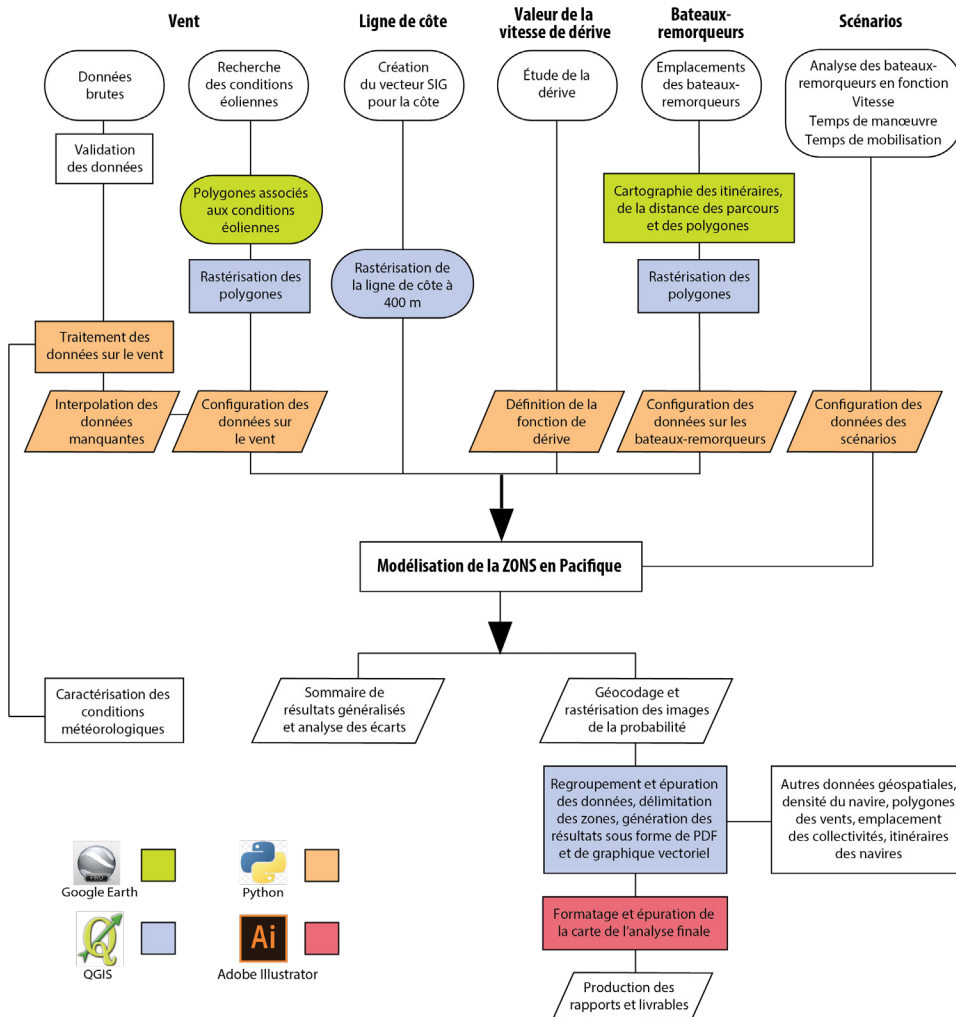 Vent
Ligne de côte
Valeur de la
vitesse de dérive
Bateaux-
remorqueurs
Scénarios
Données
brutes
Recherche
des conditions
éoliennes
Création
du vecteur SIG
pour la côte
Étude de la
dérive
Emplacements
des bateaux-
remorqueurs
Analyse des bateaux-
remorqueurs en fonction
Vitesse
Temps de manœuvre
Temps de mobilisation
Validation
des données
Polygones associés
aux conditions
éoliennes
Cartographie des itinéraires,
de la distance des parcours
et des polygones
Rastérisation des
polygones
Rastérisation de
la ligne de côte à
400 m
Rastérisation des
polygones
Traitement des
données sur le vent
Interpolation des
données
manquantes
Configuration des
données sur
le vent
Définition de la
fonction de
dérive
Configuration des
données sur les
bateaux-remorqueurs
Configuration des
données des
scénarios
Modélisation de la ZONS en Pacifique
Caractérisation des
conditions
météorologiques
Sommaire de
résultats généralisés
et analyse des écarts
Géocodage et
rastérisation des images
de la probabilité
Regroupement et épuration
des données, délimitation
des zones, génération des
résultats sous forme de PDF
et de graphique vectoriel
Autres données géospatiales,
densité du navire, polygones
des vents, emplacement
des collectivités, itinéraires
des navires
Formatage et épuration de
la carte de l'analyse finale
Production des
rapports et livrables
PRO
Google Earth
Python
QGIS
Ai
Adobe Illustrator